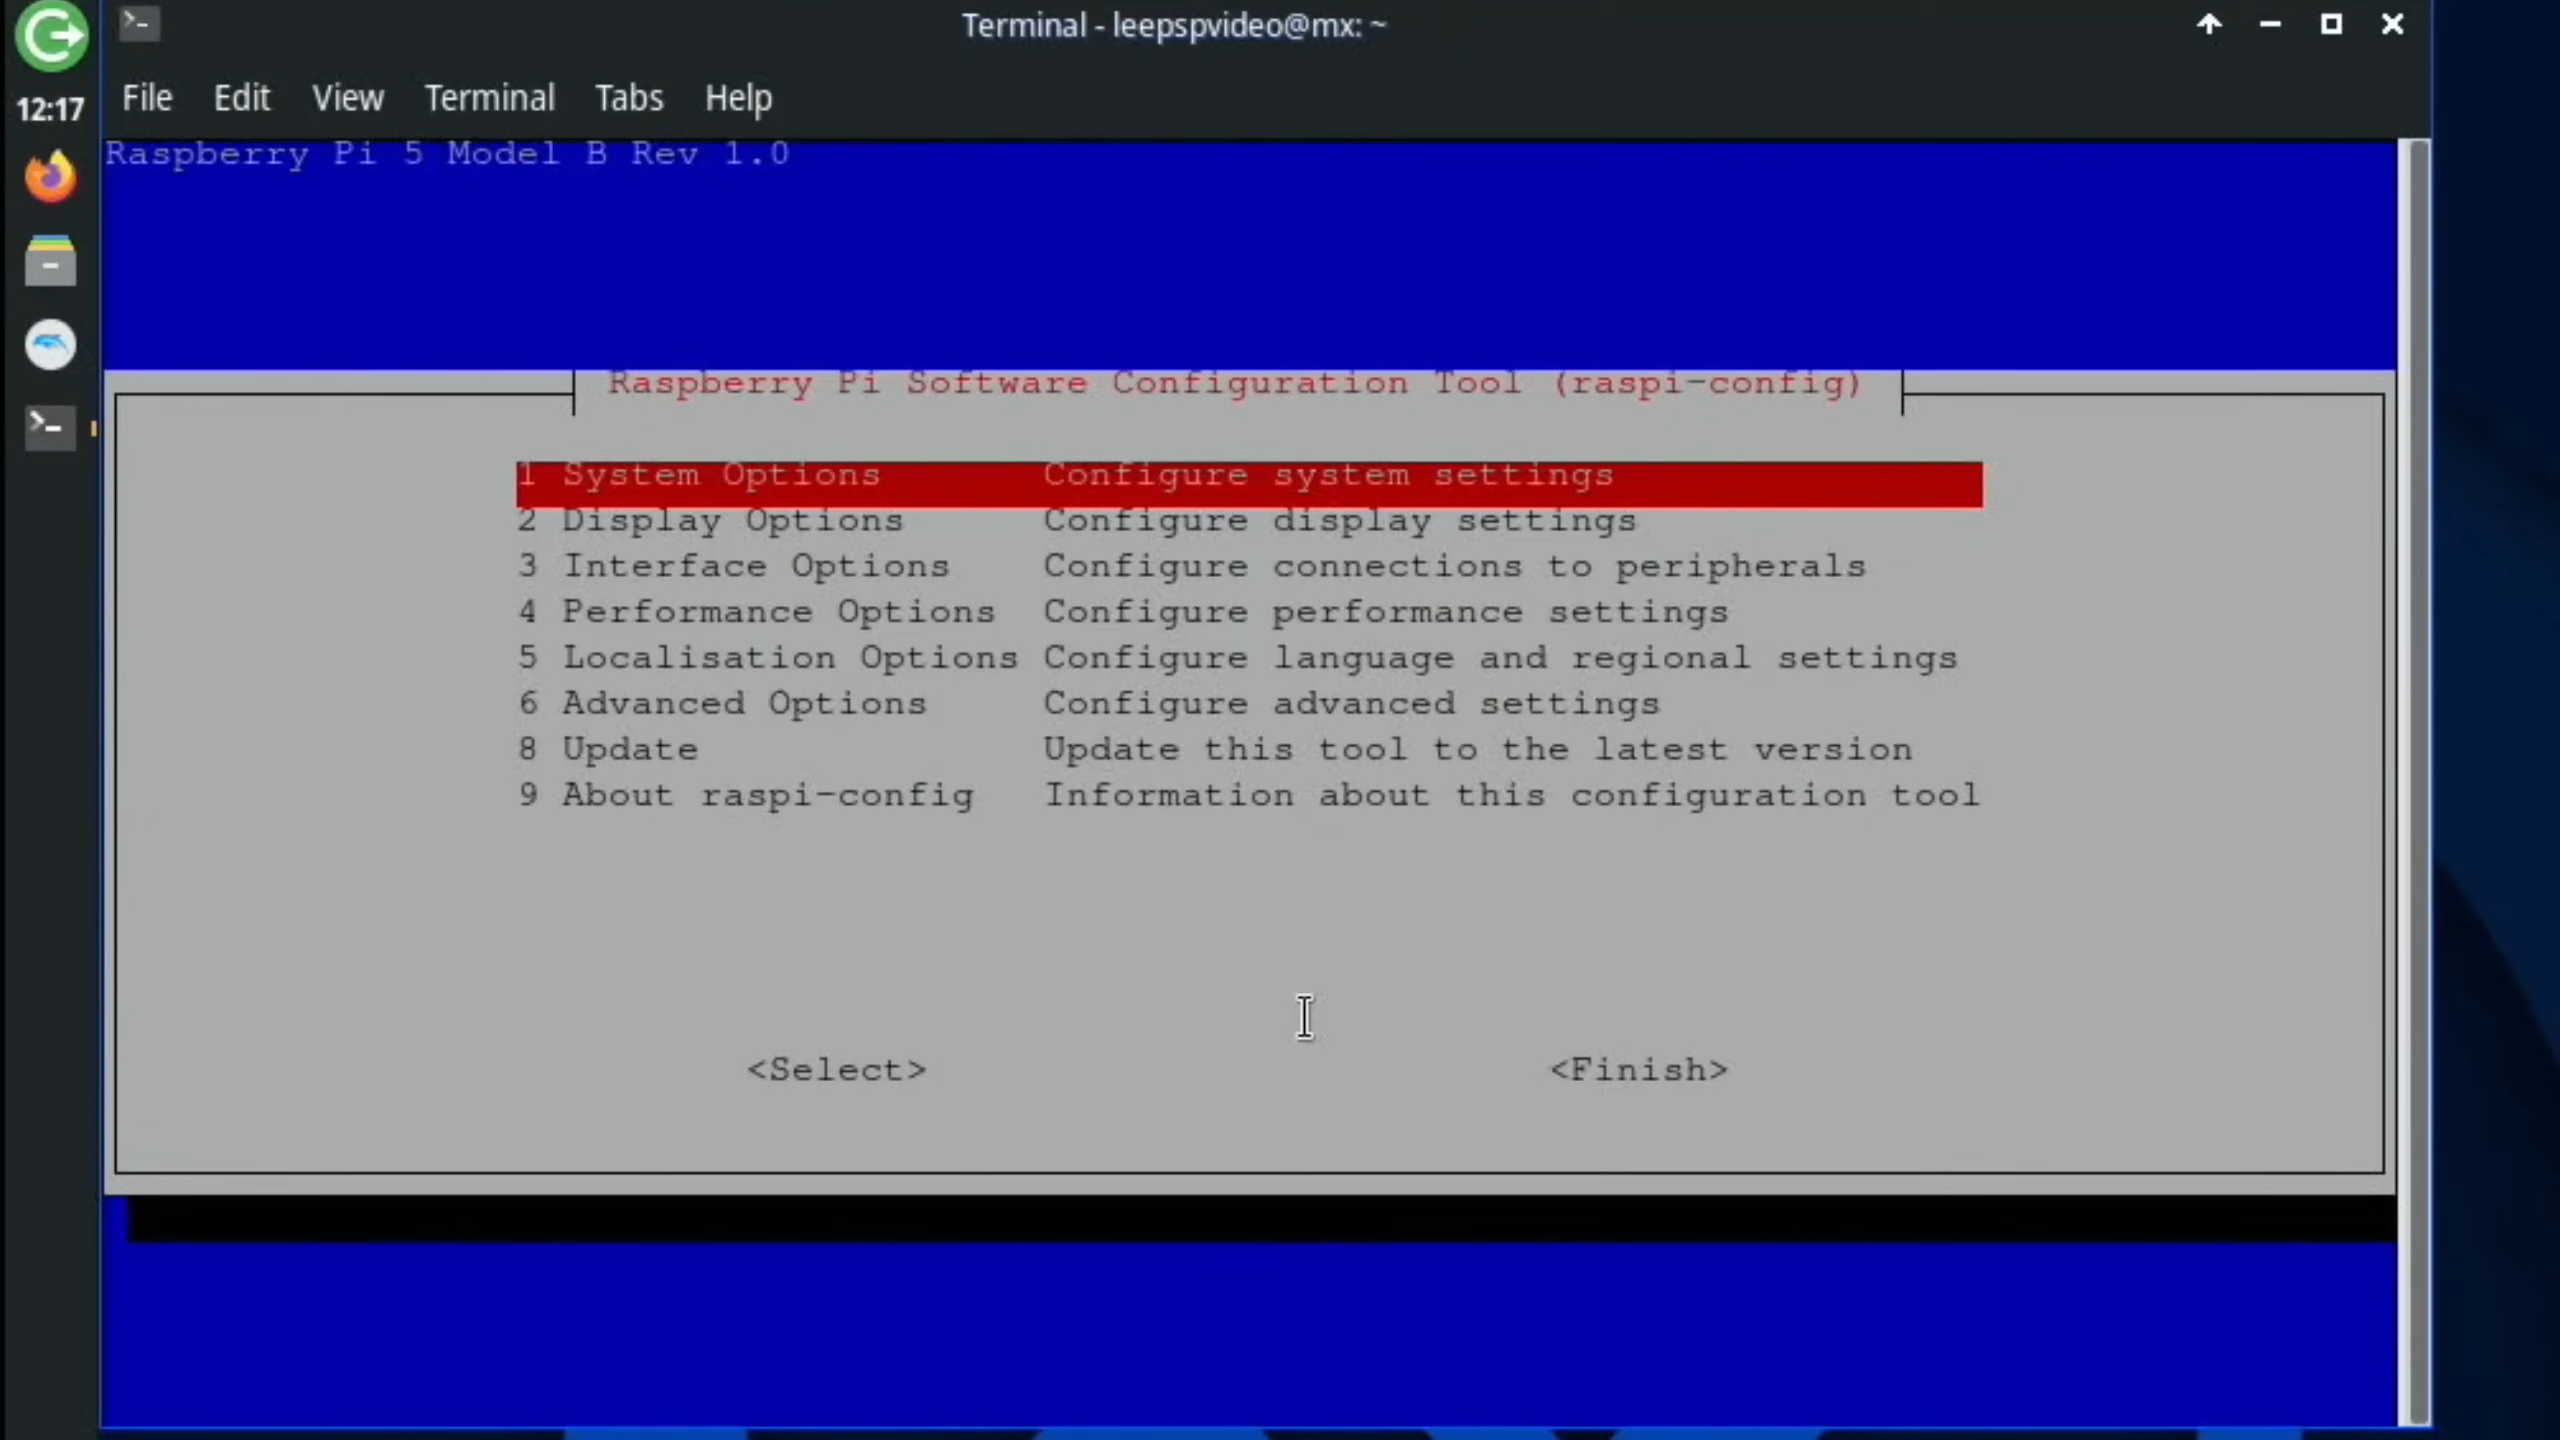 Terminal - leepspvideo@mx: ~
12:17
File Edit View Terminal Tabs Help
Raspberry Pi 5 Model B Rev 1.0
Raspberry Pi Software Configuration Tool (raspi-config)
1 System Options Configure system settings
2 Display Options Configure display settings
3 Interface Options Configure connections to peripherals
4 Performance Options Configure performance settings
5 Localisation Options Configure language and regional settings
6 Advanced Options Configure advanced settings
8 Update Update this tool to the latest version
9 About raspi-config Information about this configuration tool
<Select> <Finish>